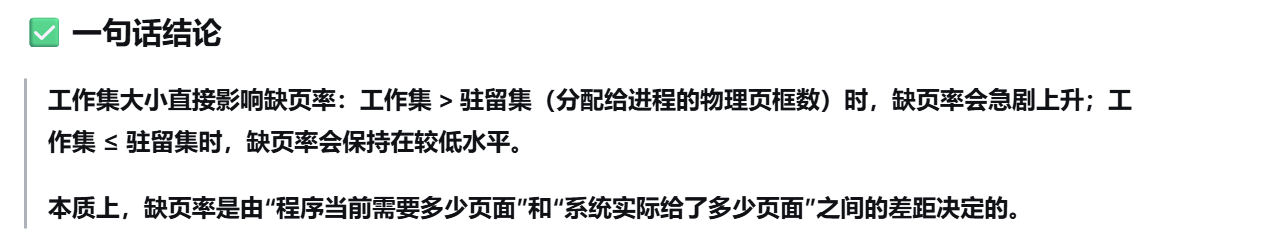 ✅ 一句话结论
工作集大小直接影响缺页率：工作集 > 驻留集（分配给进程的物理页框数）时，缺页率会急剧上升；工
作集 ≤ 驻留集时，缺页率会保持在较低水平。
本质上，缺页率是由“程序当前需要多少页面”和“系统实际给了多少页面”之间的差距决定的。